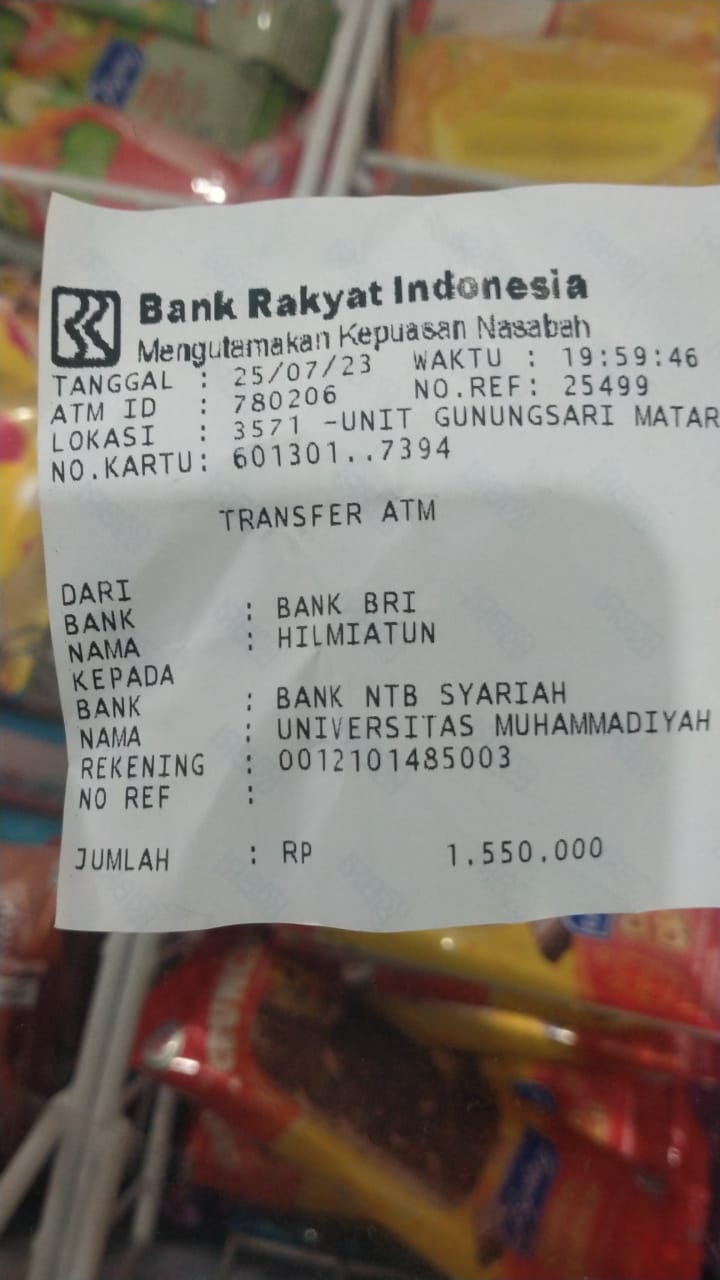 Bank Rakyat Indonesia
Mengutamakan Kepuasan Nasabah
TANGGAL : 25/07/23 WAKTU : 19:59:46
ATM ID : 780206 NO.REF: 25499
LOKASI : 3571 -UNIT GUNUNGSARI MATAR
NO.KARTU: 601301..7394
TRANSFER ATM
DARI
BANK : BANK BRI
NAMA : HILMIATUN
KEPADA
BANK : BANK NTB SYARIAH
NAMA : UNIVERSITAS MUHAMMADIYAH
REKENING : 0012101485003
NO REF :
JUMLAH : RP 1.550.000